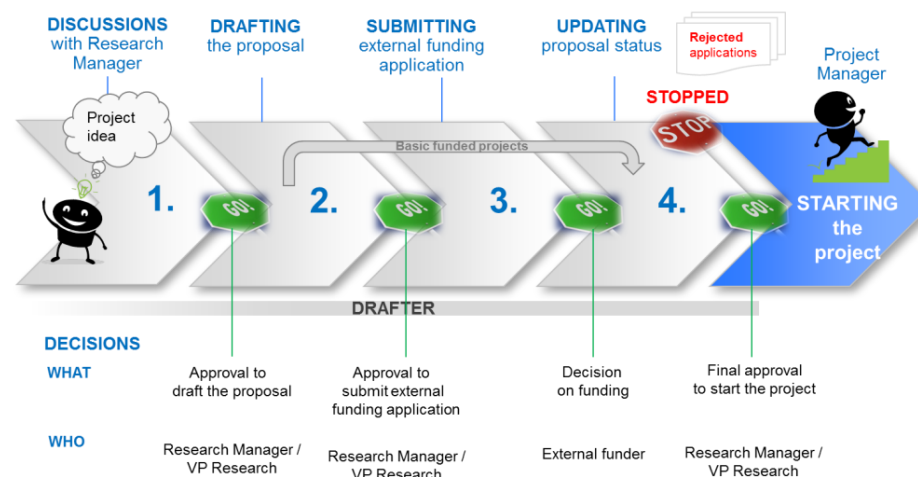 DISCUSSIONS
with Research
Manager
DRAFTING
the proposal
SUBMITTING
external funding
application
UPDATING
proposal status
Rejected
applications
Project
Manager
STOPPED
STOP
Project
idea
Basic funded projects
1.
GO!
2.
GO!
3.
GO!
4.
GO!
STARTING
the
project
DRAFTER
DECISIONS
WHAT
Approval to
draft the proposal
Approval to
submit external
funding application
Decision
on funding
Final approval
to start the project
WHO
Research Manager /
VP Research
Research Manager /
VP Research
External funder
Research Manager /
VP Research